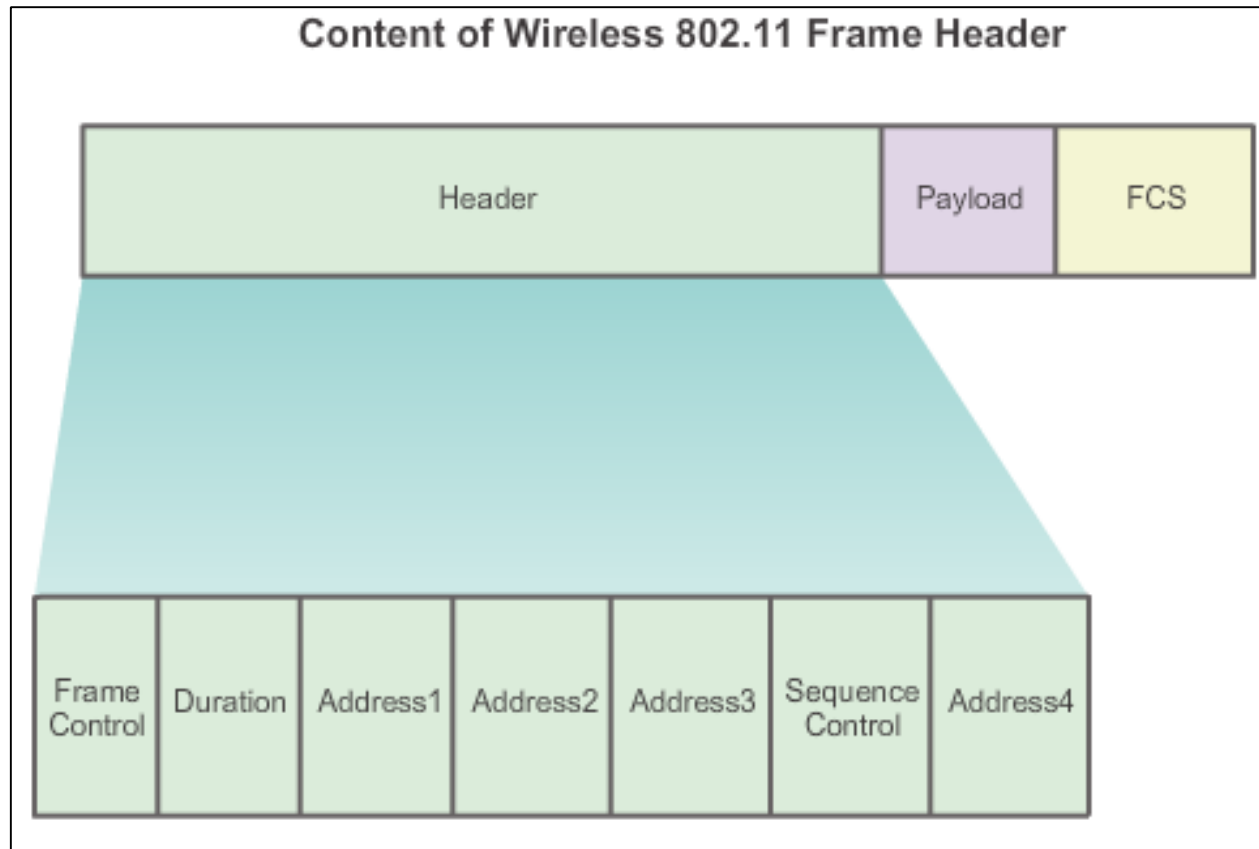 Content of Wireless 802.11 Frame Header
Header
Payload
FCS
Frame
Control
Duration
Address1
Address2
Address3
Sequence
Control
Address4